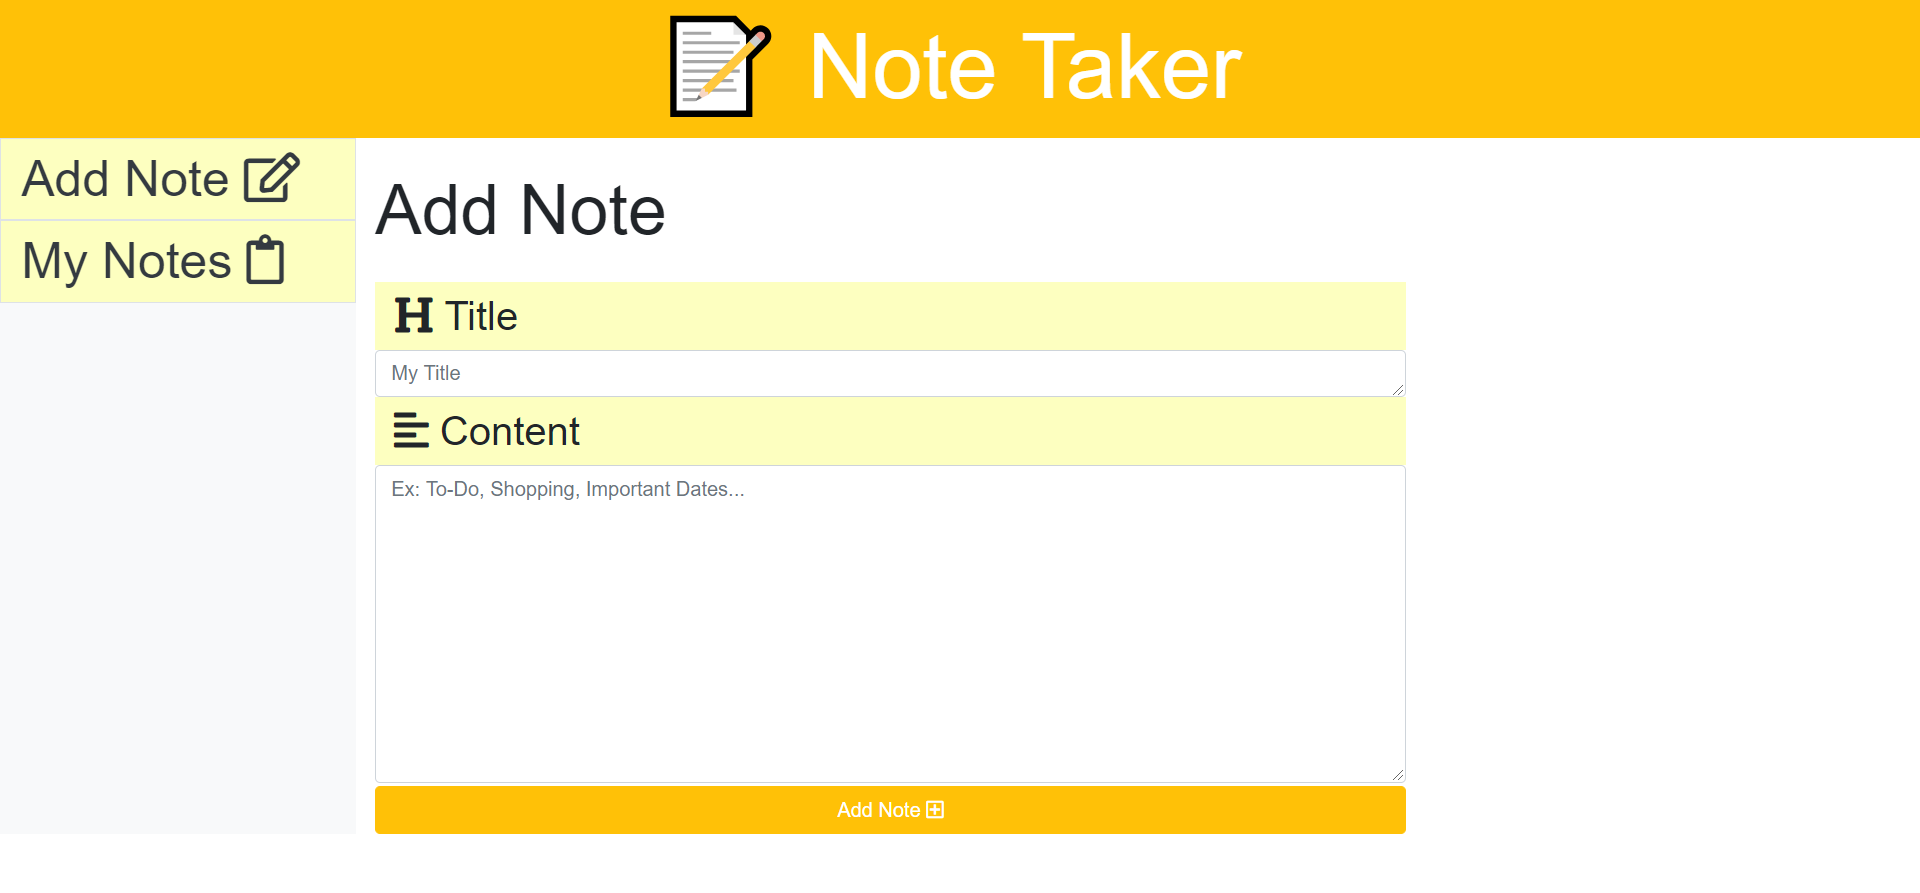 Note Taker
Add Note
My Notes
Add Note
Title
My Title
Content
Ex: To-Do, Shopping, Important Dates...
Add Note